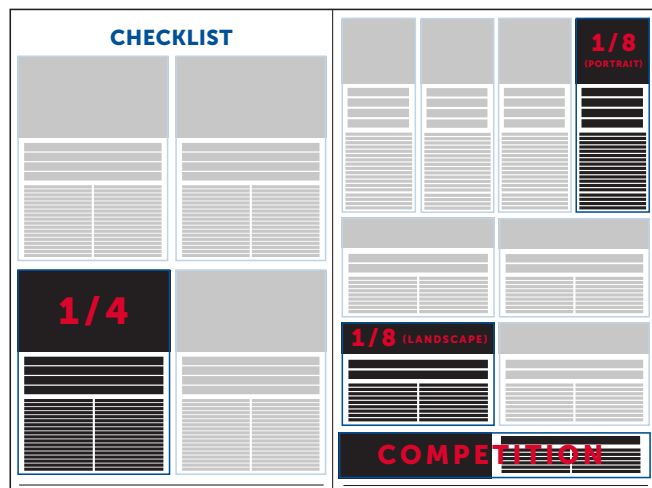 CHECKLIST
1/4
1/8
(PORTRAIT)
1/8 (LANDSCAPE)
COMPETITION